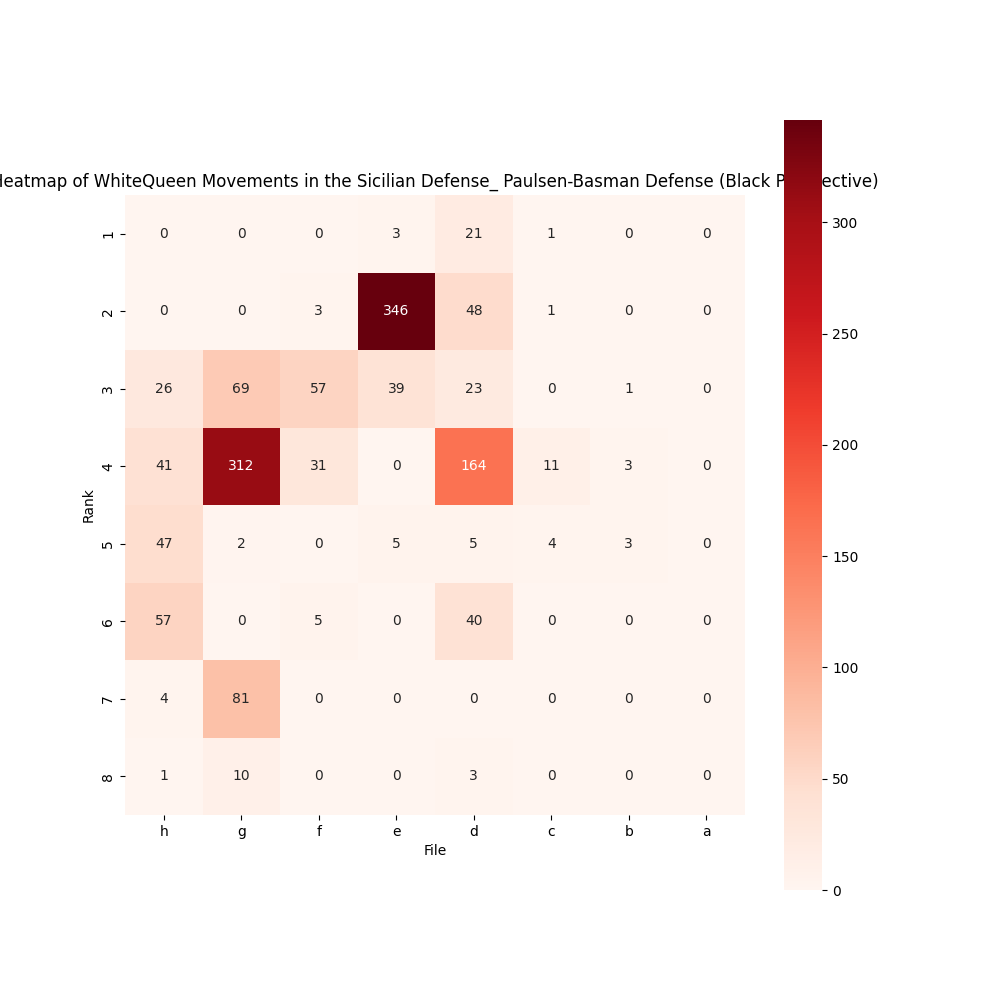 Heatmap of WhiteQueen Movements in the Sicilian Defense_ Paulsen-Basman Defense (Black Perspective)
1 0 0 0 3 21 1 0 0
2 0 0 3 346 48 1 0 0
3 26 69 57 39 23 0 1 0
4 41 312 31 0 164 11 3 0
5 47 2 0 5 5 4 3 0
6 57 0 5 0 40 0 0 0
7 4 81 0 0 0 0 0 0
8 1 10 0 0 3 0 0 0
h g f e d c b a
File
Rank
300
250
200
150
100
50
0